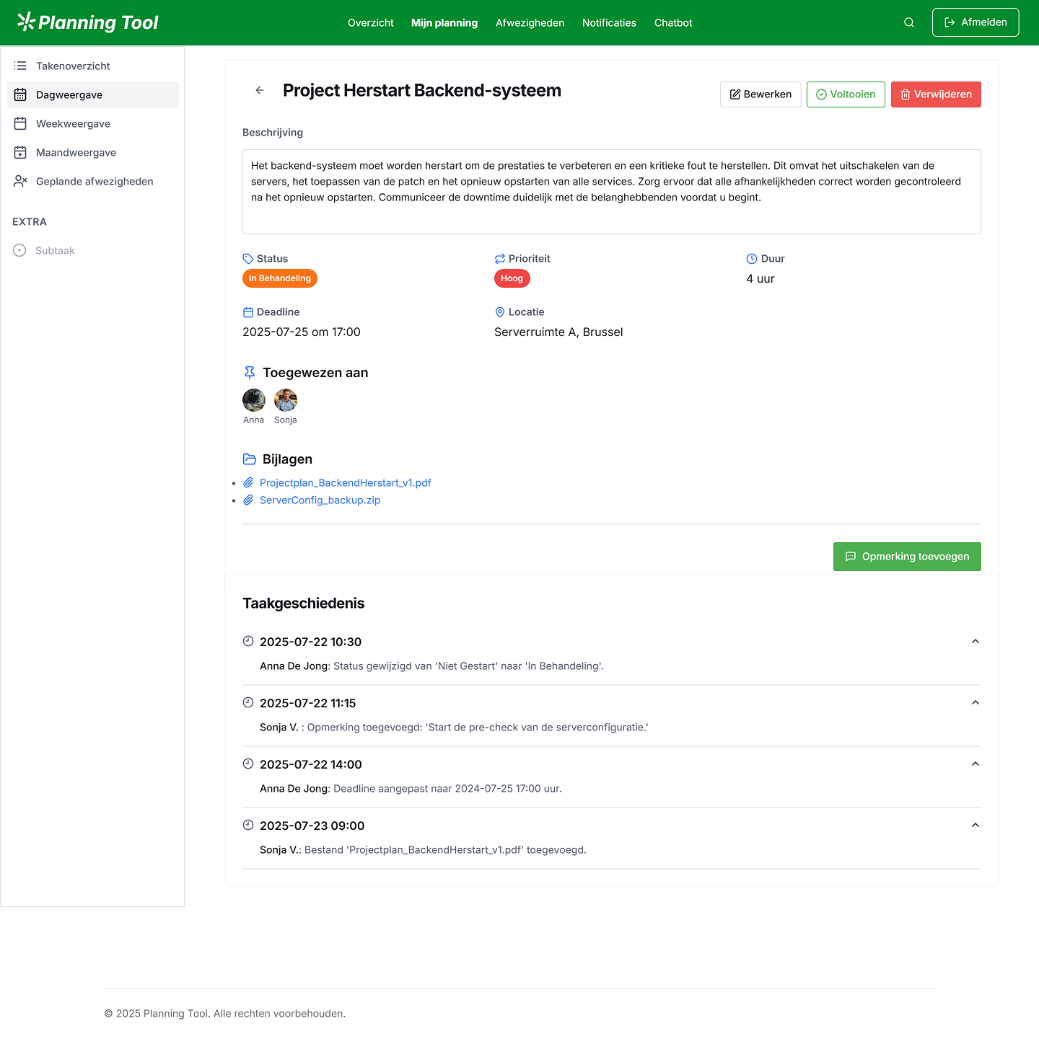 Planning Tool
Overzicht Mijn planning Afwezigheden Notificaties Chatbot
Afmelden
Takenoverzicht
Dagweergave
Weekweergave
Maandweergave
Geplande afwezigheden
EXTRA
Subtaak
Project Herstart Backend-systeem
Bewerken
Voltooien
Verwijderen
Beschrijving
Het backend-systeem moet worden herstart om de prestaties te verbeteren en een kritieke fout te herstellen. Dit omvat het uitschakelen van de
servers, het toepassen van de patch en het opnieuw opstarten van alle services. Zorg ervoor dat alle afhankelijkheden correct worden gecontroleerd
na het opnieuw opstarten. Communiceer de downtime duidelijk met de belanghebbenden voordat u begint.
Status
In Behandeling
Prioriteit
Hoog
Duur
4 uur
Deadline
2025-07-25 om 17:00
Locatie
Serverruimte A, Brussel
Toegewezen aan
Anna
Sonja
Bijlagen
Projectplan_BackendHerstart_v1.pdf
ServerConfig_backup.zip
Opmerking toevoegen
Taakgeschiedenis
2025-07-22 10:30
Anna De Jong: Status gewijzigd van 'Niet Gestart' naar 'In Behandeling'.
2025-07-22 11:15
Sonja V. : Opmerking toegevoegd: 'Start de pre-check van de serverconfiguratie.'
2025-07-22 14:00
Anna De Jong: Deadline aangepast naar 2024-07-25 17:00 uur.
2025-07-23 09:00
Sonja V.: Bestand 'Projectplan_BackendHerstart_v1.pdf' toegevoegd.
© 2025 Planning Tool. Alle rechten voorbehouden.